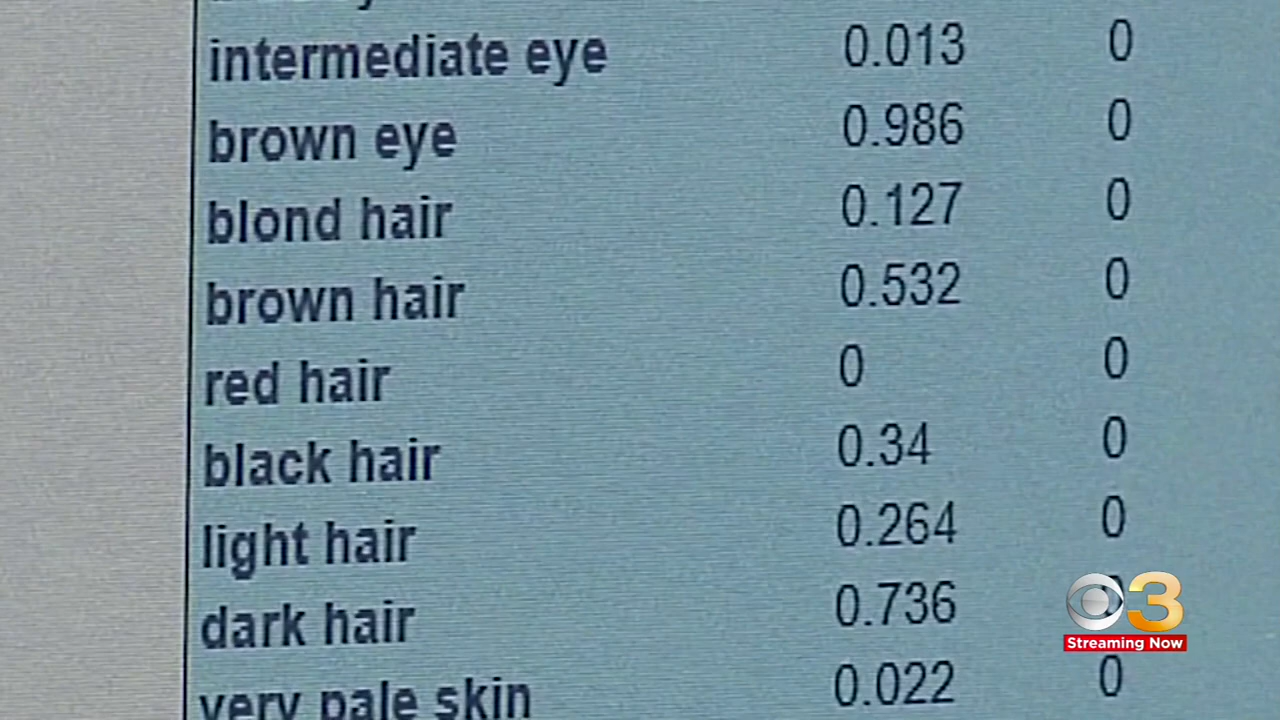 intermediate eye 0.013 0
brown eye 0.986 0
blond hair 0.127 0
brown hair 0.532 0
red hair 0 0
black hair 0.34 0
light hair 0.264 0
dark hair 0.736 0
very pale skin 0.022 0
3
Streaming Now